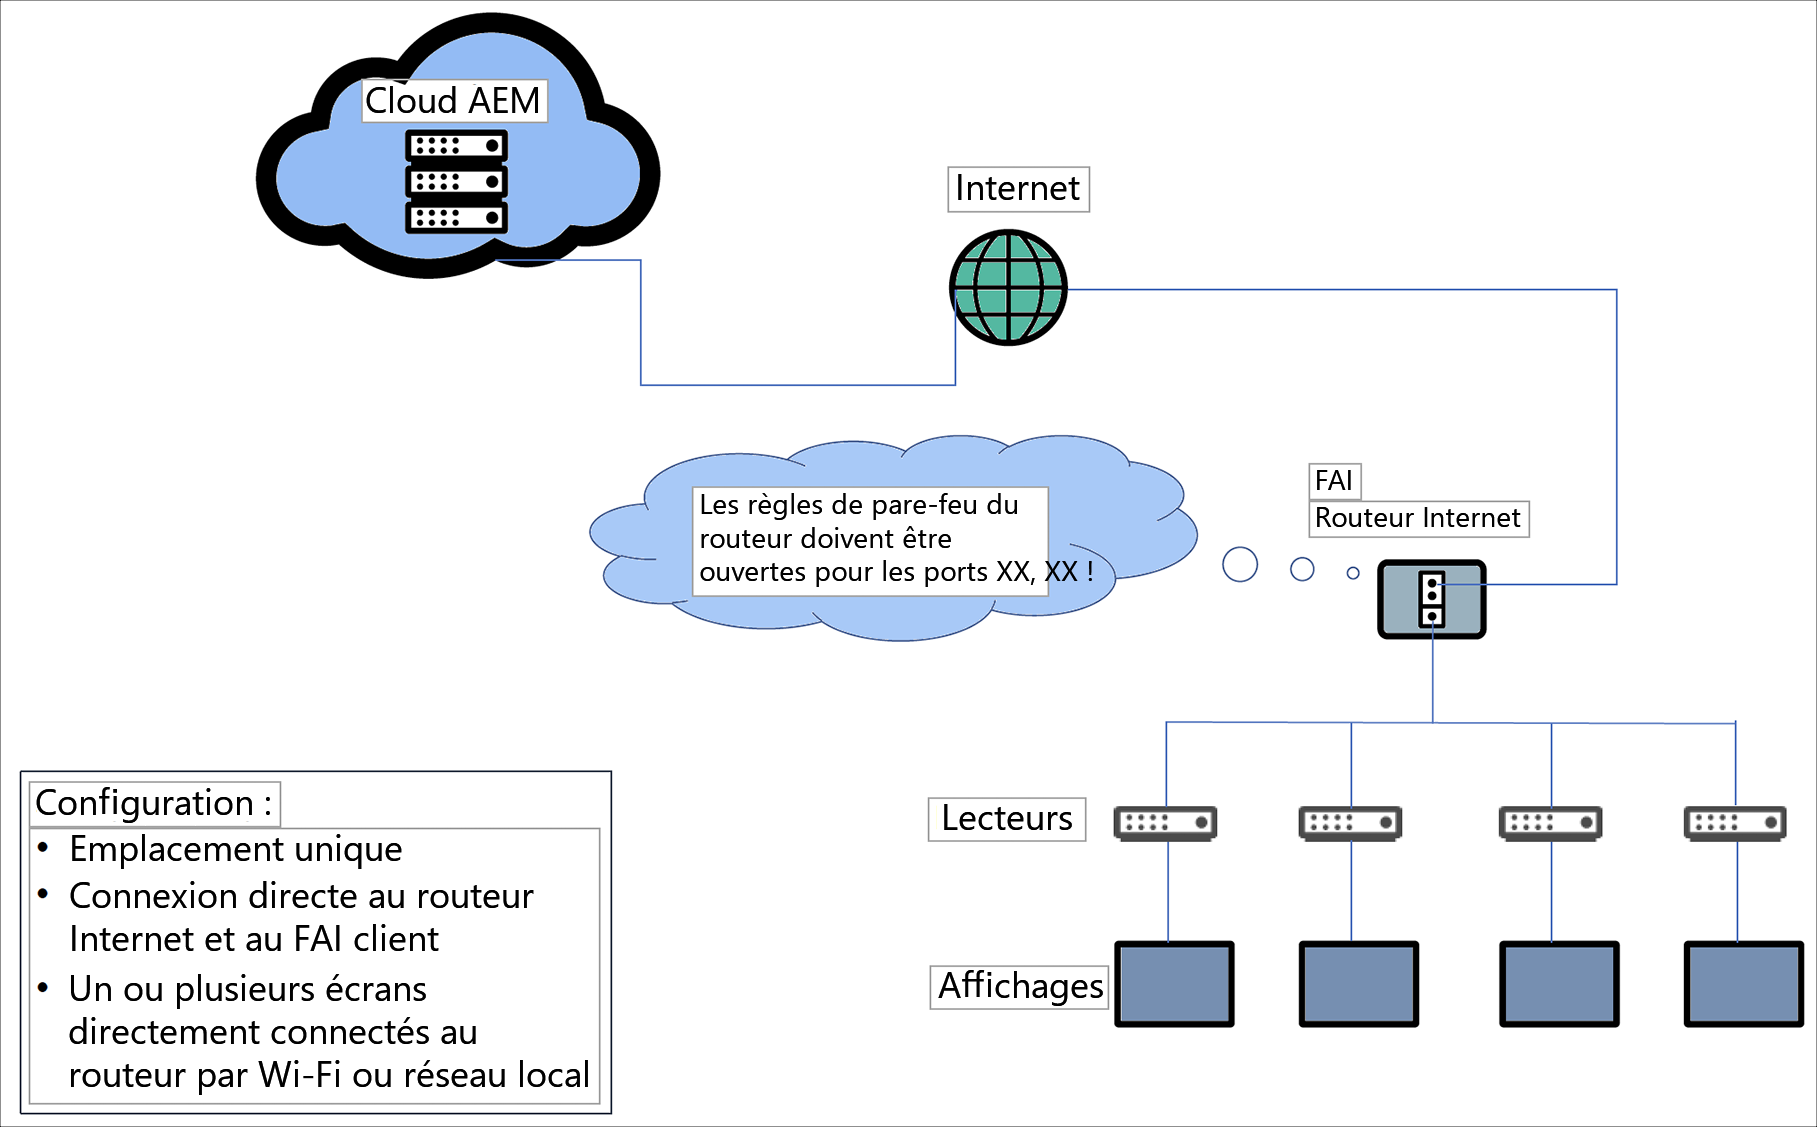 Cloud AEM
Internet
FAI
Routeur Internet
Les règles de pare-feu du
routeur doivent être
ouvertes pour les ports XX, XX !
Lecteurs
Affichages
Configuration :
• Emplacement unique
• Connexion directe au routeur
Internet et au FAI client
• Un ou plusieurs écrans
directement connectés au
routeur par Wi-Fi ou réseau local